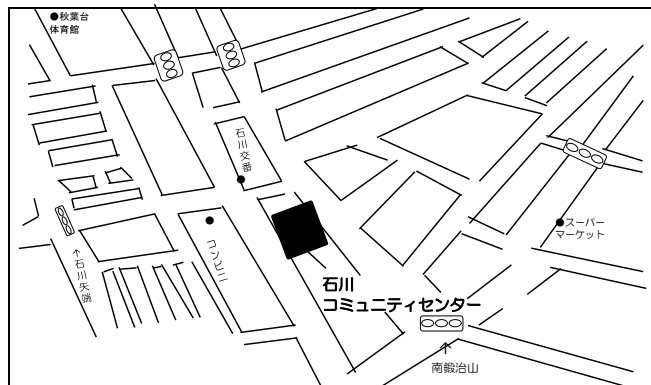 ●秋葉台
体育館
石川交番
コンビニ
↑石川矢端
●スーパー
マーケット
石川
コミュニティセンター
↑
南鍛治山